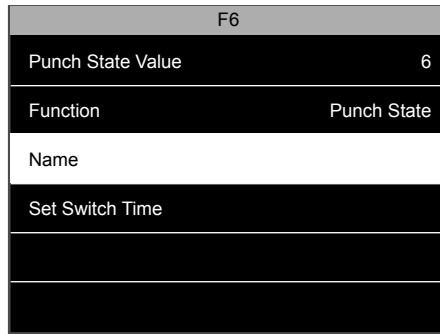 F6
Punch State Value 6
Function Punch State
Name
Set Switch Time